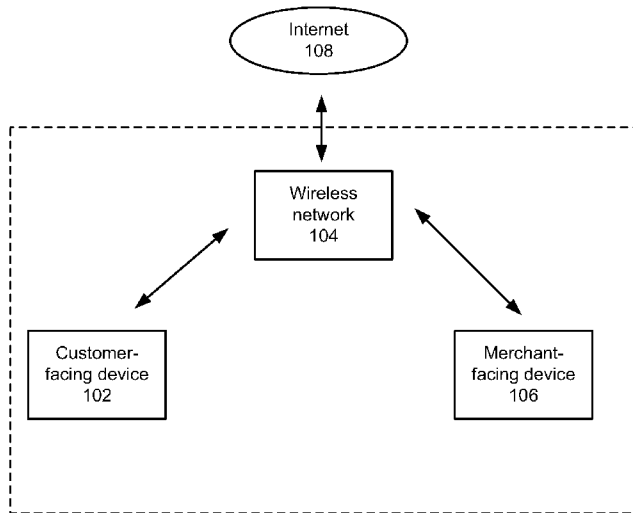 Internet
108
Wireless
network
104
Customer-
facing device
102
Merchant-
facing device
106